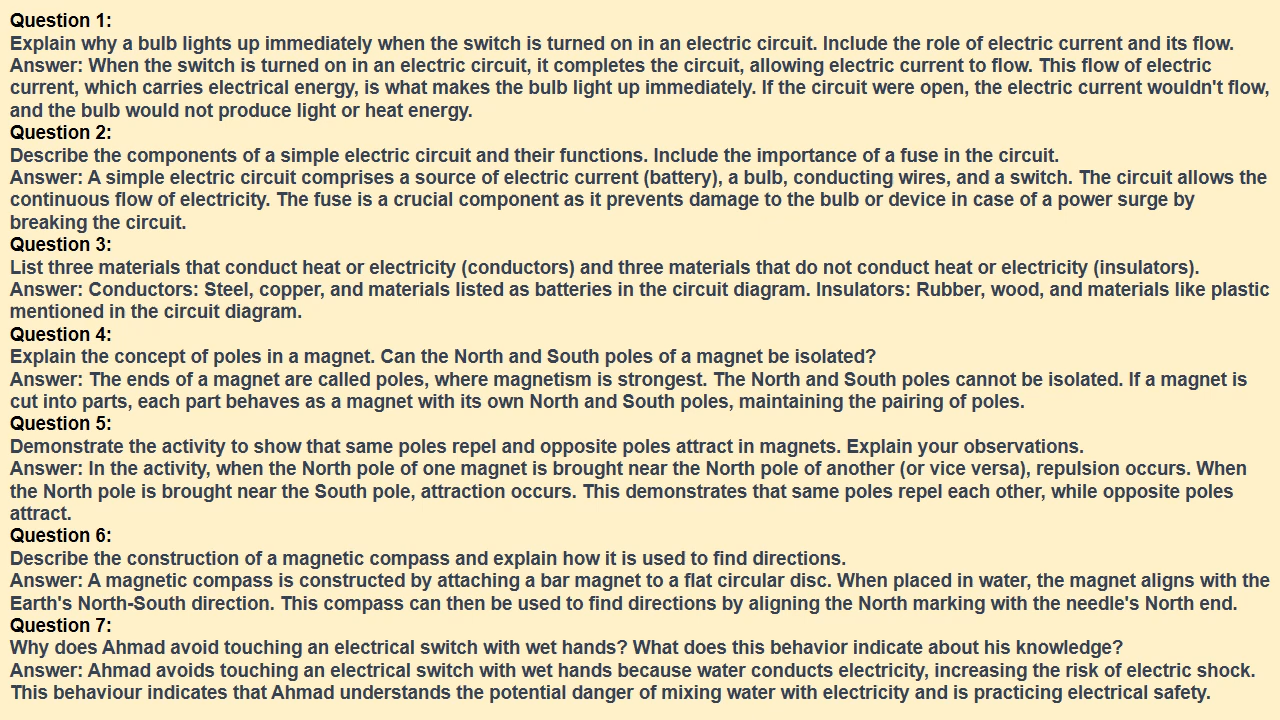 Question 1:
Explain why a bulb lights up immediately when the switch is turned on in an electric circuit. Include the role of electric current and its flow.
Answer: When the switch is turned on in an electric circuit, it completes the circuit, allowing electric current to flow. This flow of electric
current, which carries electrical energy, is what makes the bulb light up immediately. If the circuit were open, the electric current wouldn't flow,
and the bulb would not produce light or heat energy.
Question 2:
Describe the components of a simple electric circuit and their functions. Include the importance of a fuse in the circuit.
Answer: A simple electric circuit comprises a source of electric current (battery), a bulb, conducting wires, and a switch. The circuit allows the
continuous flow of electricity. The fuse is a crucial component as it prevents damage to the bulb or device in case of a power surge by
breaking the circuit.
Question 3:
List three materials that conduct heat or electricity (conductors) and three materials that do not conduct heat or electricity (insulators).
Answer: Conductors: Steel, copper, and materials listed as batteries in the circuit diagram. Insulators: Rubber, wood, and materials like plastic
mentioned in the circuit diagram.
Question 4:
Explain the concept of poles in a magnet. Can the North and South poles of a magnet be isolated?
Answer: The ends of a magnet are called poles, where magnetism is strongest. The North and South poles cannot be isolated. If a magnet is
cut into parts, each part behaves as a magnet with its own North and South poles, maintaining the pairing of poles.
Question 5:
Demonstrate the activity to show that same poles repel and opposite poles attract in magnets. Explain your observations.
Answer: In the activity, when the North pole of one magnet is brought near the North pole of another (or vice versa), repulsion occurs. When
the North pole is brought near the South pole, attraction occurs. This demonstrates that same poles repel each other, while opposite poles
attract.
Question 6:
Describe the construction of a magnetic compass and explain how it is used to find directions.
Answer: A magnetic compass is constructed by attaching a bar magnet to a flat circular disc. When placed in water, the magnet aligns with the
Earth's North-South direction. This compass can then be used to find directions by aligning the North marking with the needle's North end.
Question 7:
Why does Ahmad avoid touching an electrical switch with wet hands? What does this behavior indicate about his knowledge?
Answer: Ahmad avoids touching an electrical switch with wet hands because water conducts electricity, increasing the risk of electric shock.
This behaviour indicates that Ahmad understands the potential danger of mixing water with electricity and is practicing electrical safety.